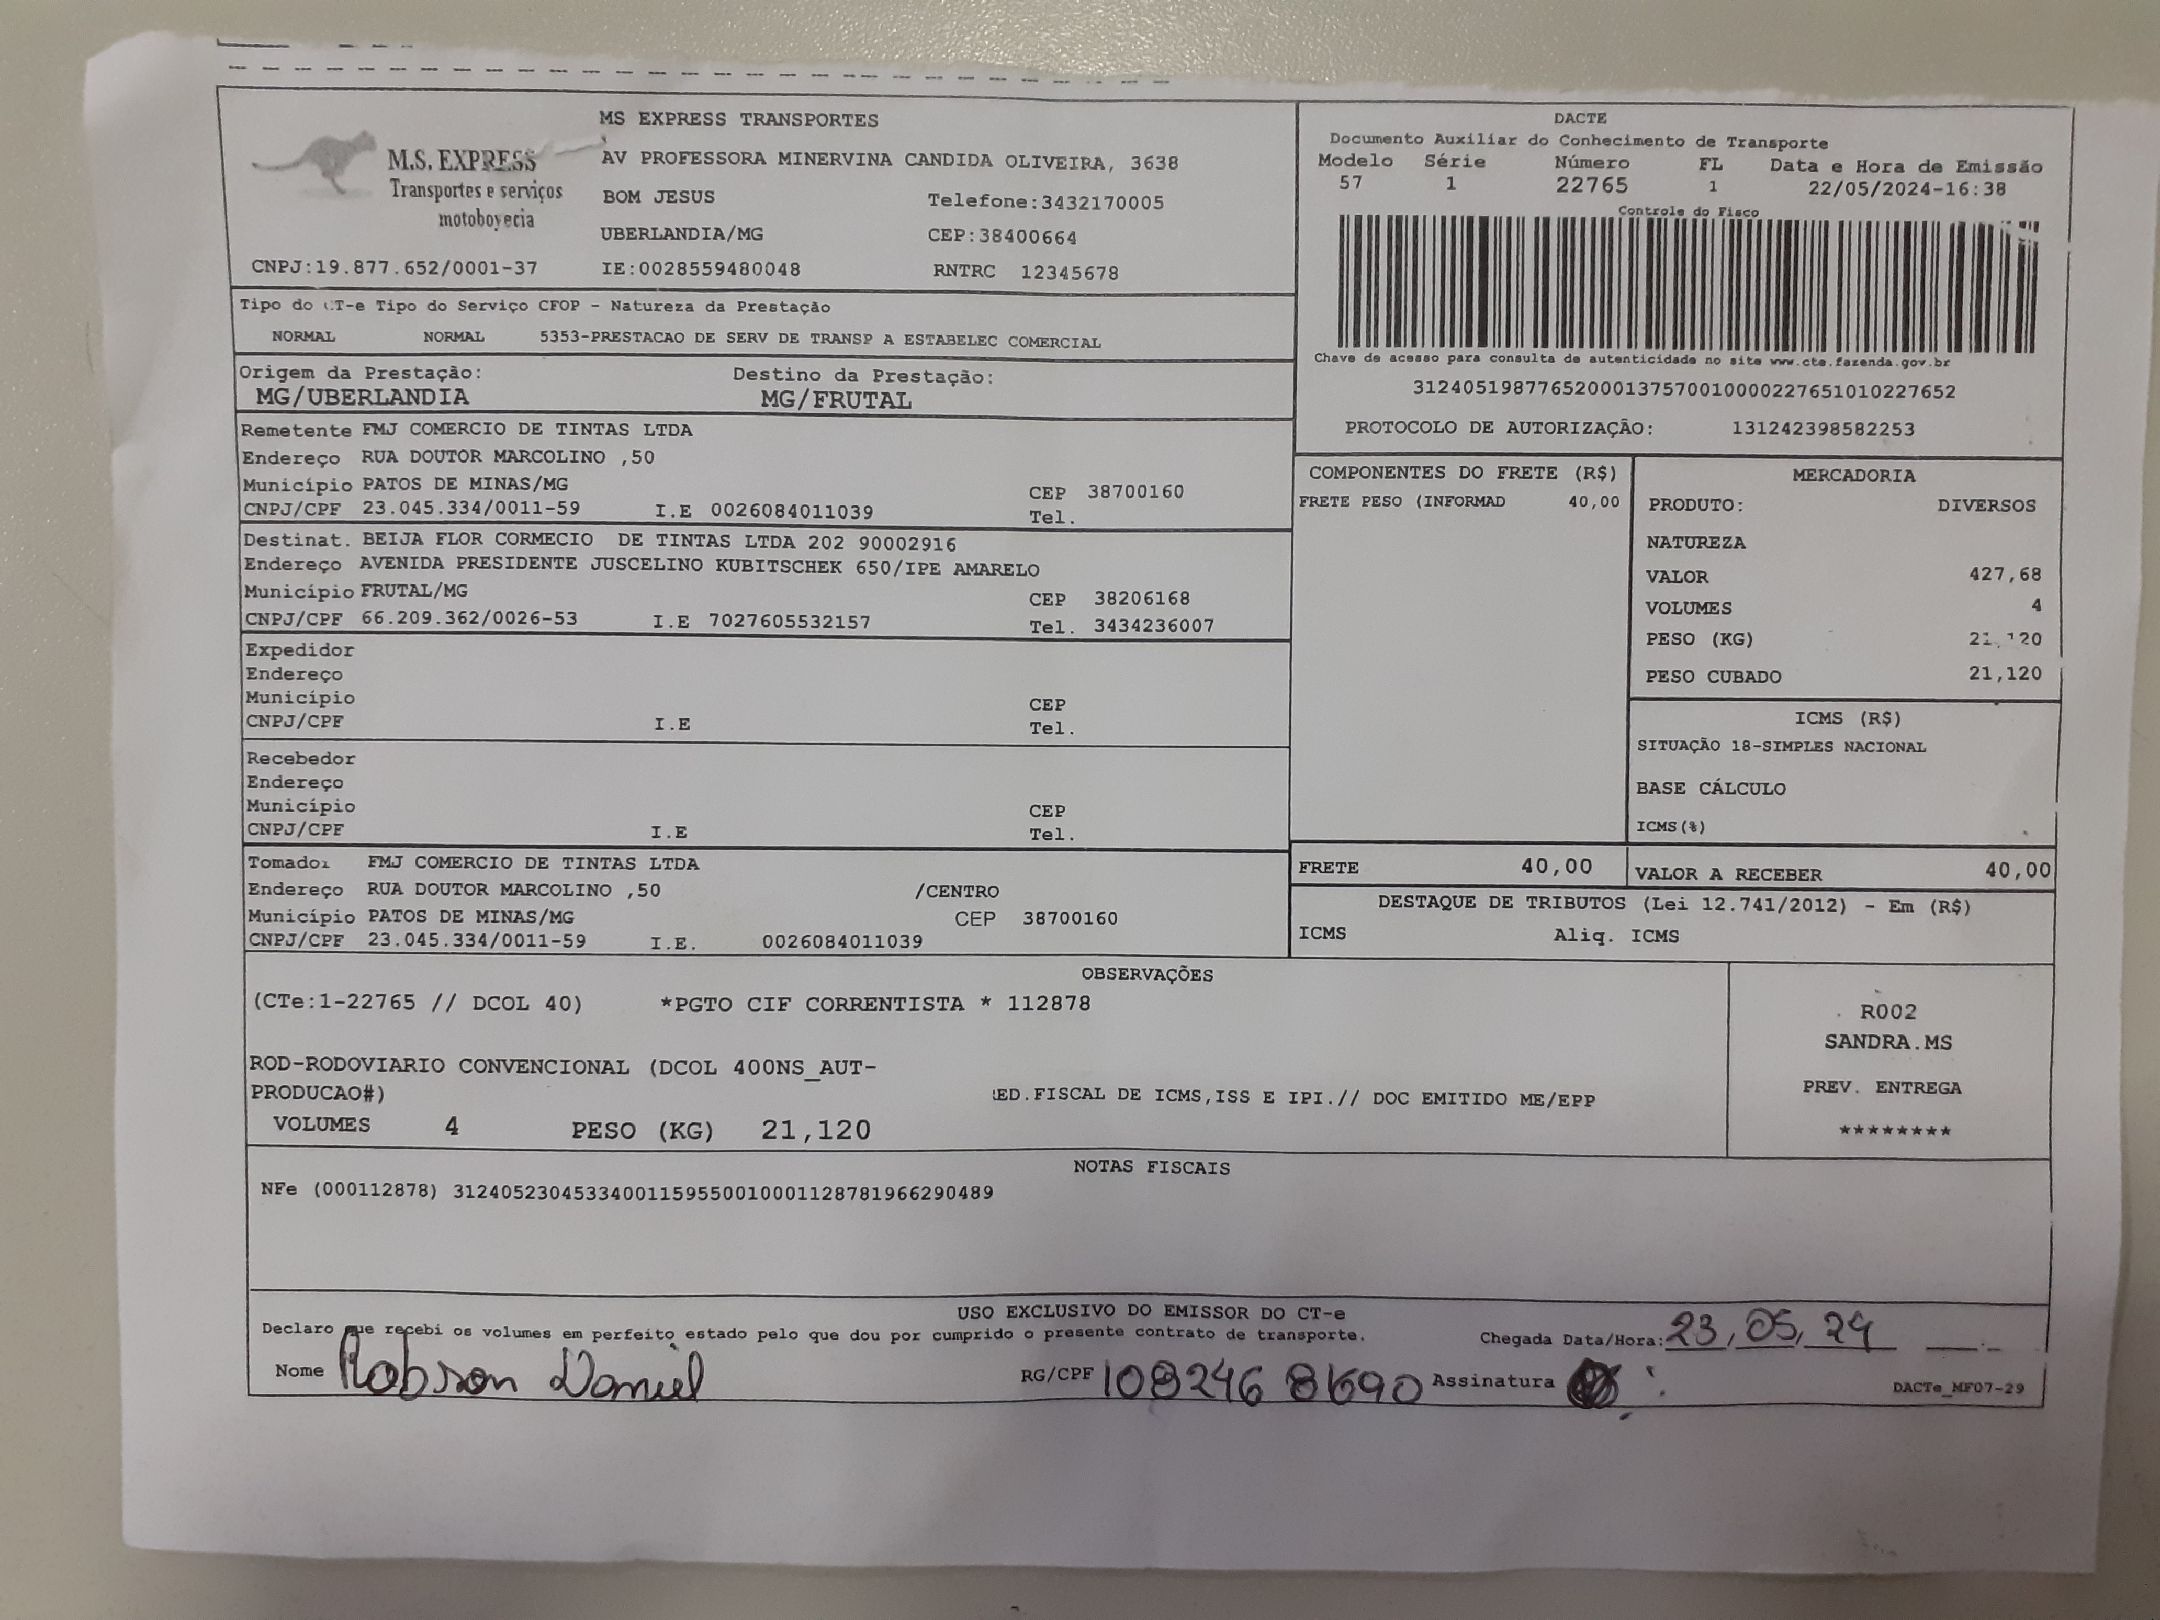 M.S. EXPRESS
Transportes e serviços
motoboyecia
MS EXPRESS TRANSPORTES
AV PROFESSORA MINERVINA CANDIDA OLIVEIRA, 3638
BOM JESUS Telefone:3432170005
UBERLANDIA/MG CEP:38400664
CNPJ:19.877.652/0001-37 IE:0028559480048 RNTRC 12345678
DACTE
Documento Auxiliar do Conhecimento de Transporte
Modelo Série Número FL Data e Hora de Emissão
57 1 22765 1 22/05/2024-16:38
Controle do Fisco
Chave de acesso para consulta de autenticidade no site www.cte.fazenda.gov.br
31240519877652000137570010000227651010227652
PROTOCOLO DE AUTORIZAÇÃO: 131242398582253
Tipo do CT-e Tipo do Serviço CFOP - Natureza da Prestação
NORMAL NORMAL 5353-PRESTACAO DE SERV DE TRANSP A ESTABELEC COMERCIAL
Origem da Prestação: Destino da Prestação:
MG/UBERLANDIA MG/FRUTAL
Remetente FMJ COMERCIO DE TINTAS LTDA
Endereço RUA DOUTOR MARCOLINO ,50
Município PATOS DE MINAS/MG CEP 38700160
CNPJ/CPF 23.045.334/0011-59 I.E 0026084011039 Tel.
Destinat. BEIJA FLOR CORMECIO DE TINTAS LTDA 202 90002916
Endereço AVENIDA PRESIDENTE JUSCELINO KUBITSCHEK 650/IPE AMARELO
Município FRUTAL/MG CEP 38206168
CNPJ/CPF 66.209.362/0026-53 I.E 7027605532157 Tel. 3434236007
Expedidor
Endereço
Município CEP
CNPJ/CPF I.E Tel.
Recebedor
Endereço
Município CEP
CNPJ/CPF I.E Tel.
Tomador FMJ COMERCIO DE TINTAS LTDA
Endereço RUA DOUTOR MARCOLINO ,50 /CENTRO
Município PATOS DE MINAS/MG CEP 38700160
CNPJ/CPF 23.045.334/0011-59 I.E. 0026084011039
COMPONENTES DO FRETE (R$)
FRETE PESO (INFORMAD 40,00
MERCADORIA
PRODUTO: DIVERSOS
NATUREZA
VALOR 427,68
VOLUMES 4
PESO (KG) 21,120
PESO CUBADO 21,120
ICMS (R$)
SITUAÇÃO 18-SIMPLES NACIONAL
BASE CÁLCULO
ICMS(%)
FRETE 40,00 VALOR A RECEBER 40,00
DESTAQUE DE TRIBUTOS (Lei 12.741/2012) - Em (R$)
ICMS Aliq. ICMS
OBSERVAÇÕES
(CTe:1-22765 // DCOL 40) *PGTO CIF CORRENTISTA * 112878
ROD-RODOVIARIO CONVENCIONAL (DCOL 400NS_AUT-
PRODUCAO#) ED.FISCAL DE ICMS,ISS E IPI.// DOC EMITIDO ME/EPP
VOLUMES 4 PESO (KG) 21,120
R002
SANDRA.MS
PREV. ENTREGA
********
NOTAS FISCAIS
NFe (000112878) 31240523045334001159550010001128781966290489
USO EXCLUSIVO DO EMISSOR DO CT-e
Declaro que recebi os volumes em perfeito estado pelo que dou por cumprido o presente contrato de transporte. Chegada Data/Hora: 23,05,24
Nome Robson Daniel RG/CPF 10824686690 Assinatura DACTe_MF07-29